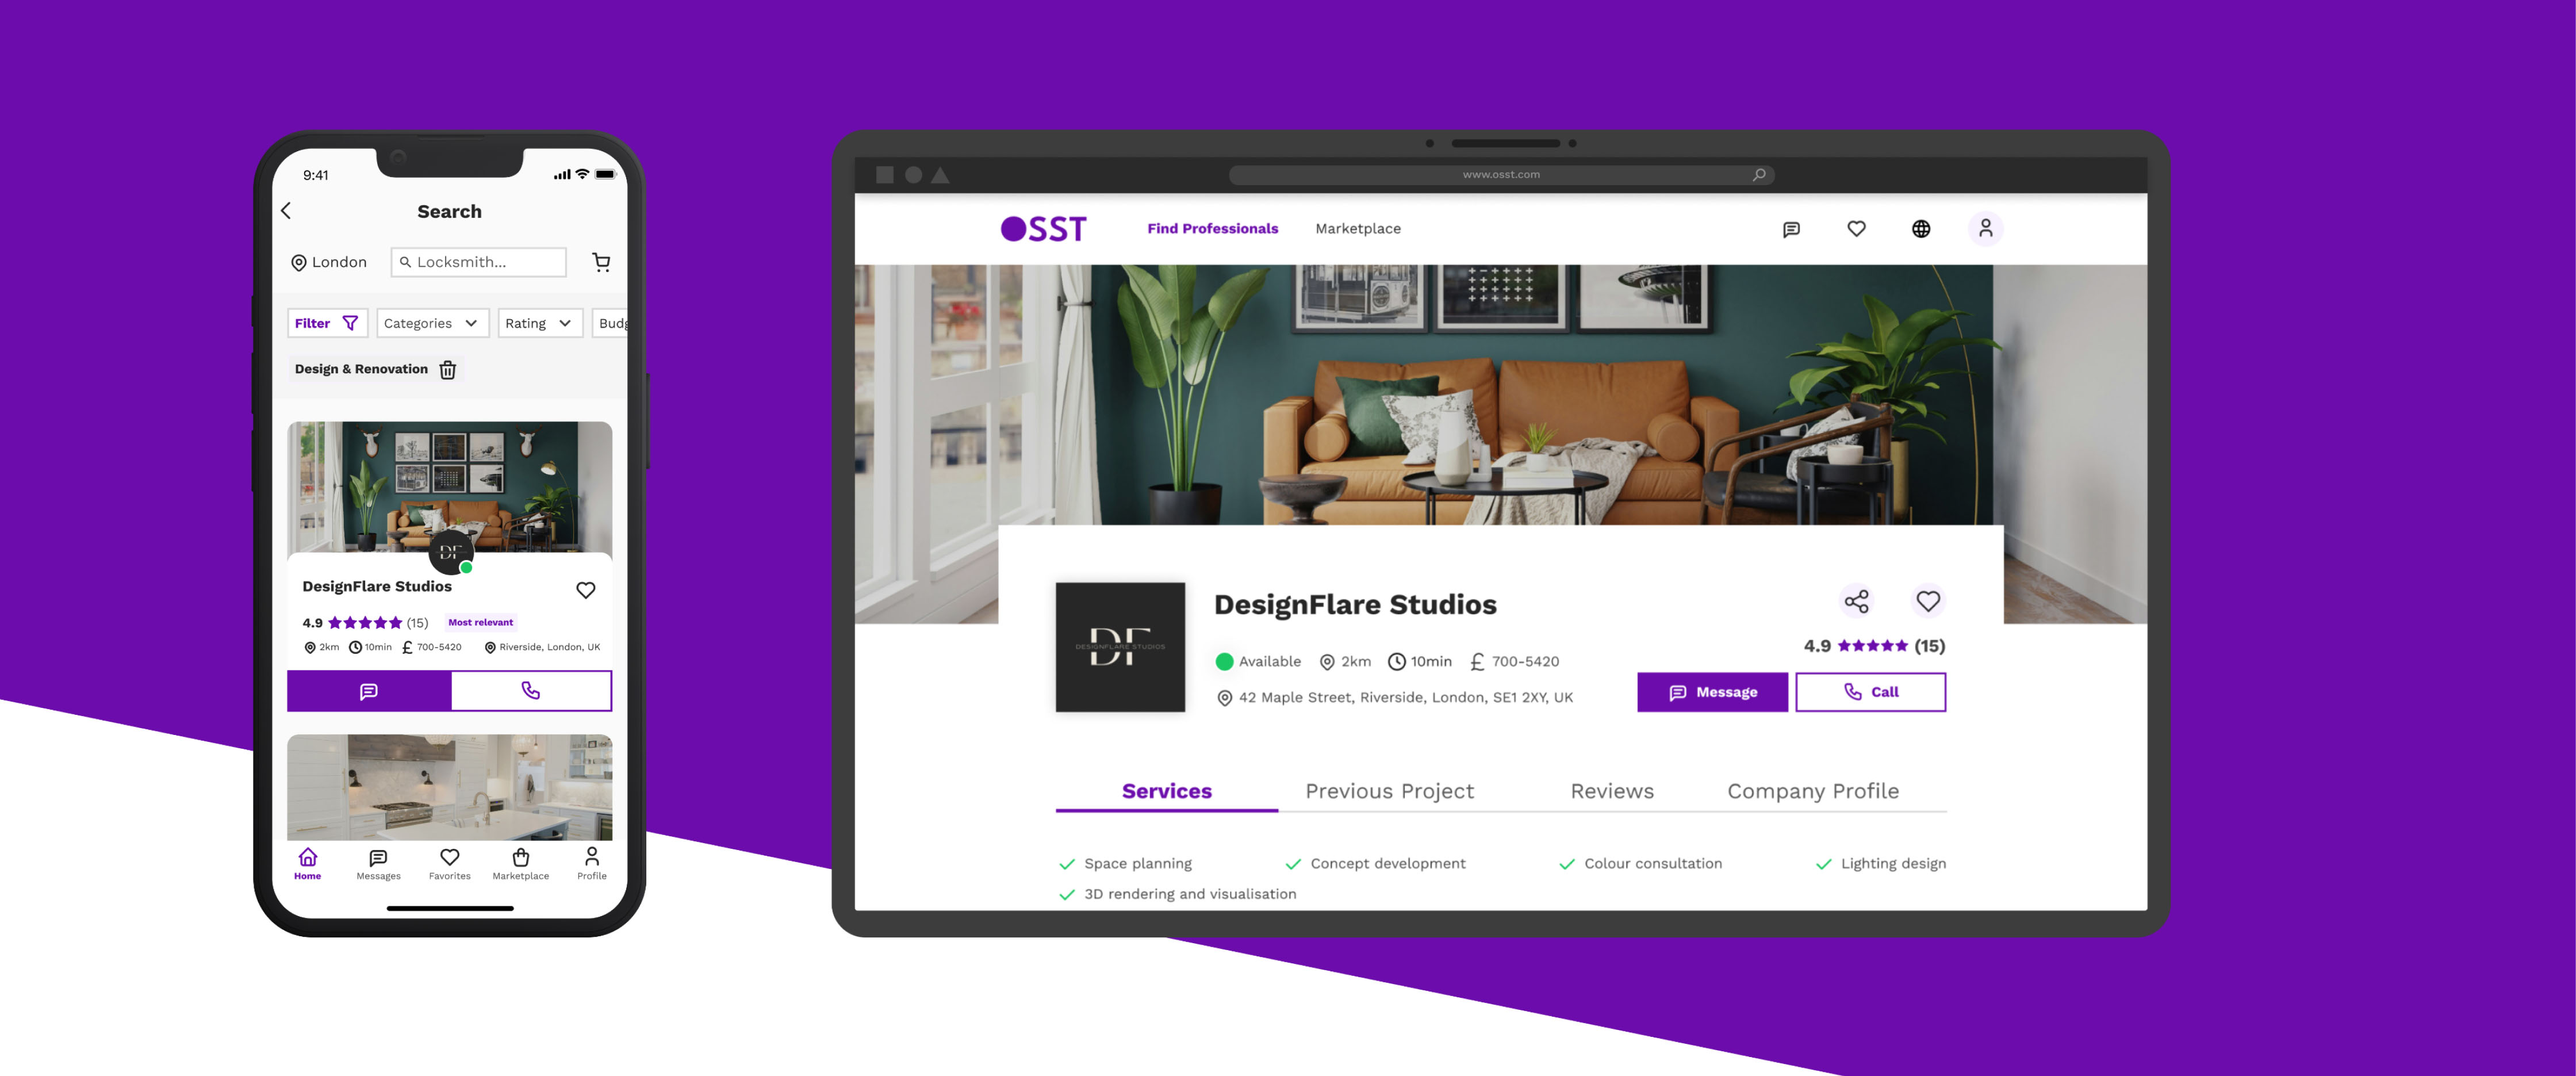 9:41
Search
London
Locksmith...
Filter
Categories
Rating
Budg
Design & Renovation
DF
DesignFlare Studios
4.9 (15) Most relevant
2km 10min £ 700-5420 Riverside, London, UK
Home Messages Favorites Marketplace Profile
www.osst.com
OSST
Find Professionals
Marketplace
DF
DESIGNFLARE STUDIOS
DesignFlare Studios
Available 2km 10min £ 700-5420
42 Maple Street, Riverside, London, SE1 2XY, UK
4.9 (15)
Message
Call
Services Previous Project Reviews Company Profile
Space planning Concept development Colour consultation Lighting design
3D rendering and visualisation